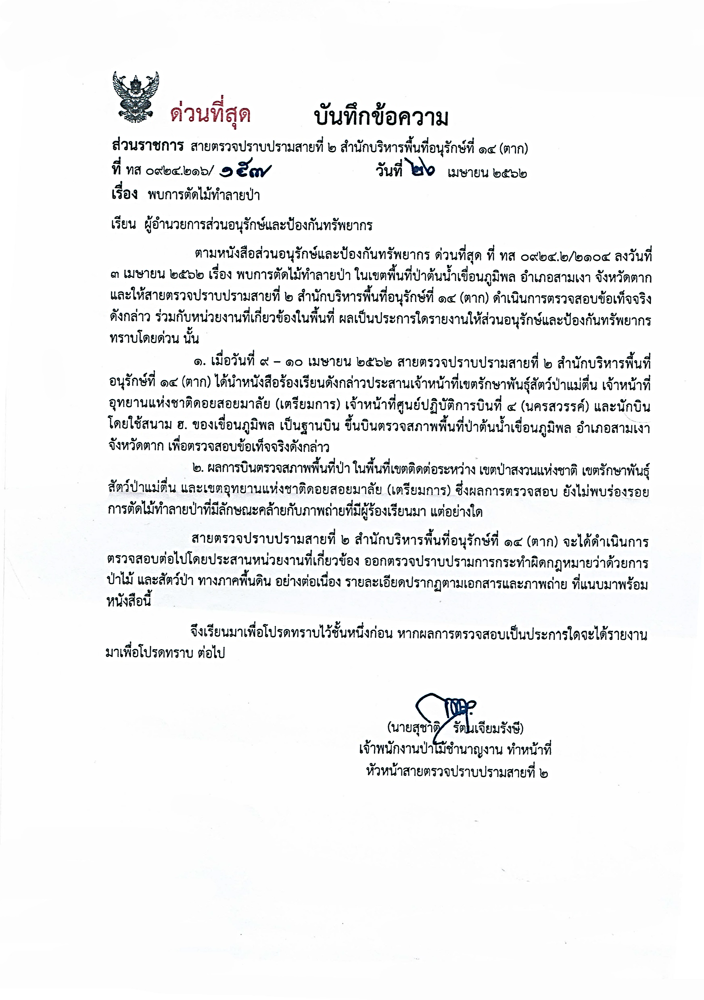 ด่วนที่สุด บันทึกข้อความ
ส่วนราชการ สายตรวจปราบปรามสายที่ ๒ สำนักบริหารพื้นที่อนุรักษ์ที่ ๑๔ (ตาก)
ที่ ทส ๐๙๒๔.๒๑๖/ ๑๕๗ วันที่ ๒๖ เมษายน ๒๕๖๒
เรื่อง พบการตัดไม้ทำลายป่า
เรียน ผู้อำนวยการส่วนอนุรักษ์และป้องกันทรัพยากร
ตามหนังสือส่วนอนุรักษ์และป้องกันทรัพยากร ด่วนที่สุด ที่ ทส ๐๙๒๔.๒/๒๑๐๔ ลงวันที่
๓ เมษายน ๒๕๖๒ เรื่อง พบการตัดไม้ทำลายป่า ในเขตพื้นที่ป่าต้นน้ำเขื่อนภูมิพล อำเภอสามเงา จังหวัดตาก
และให้สายตรวจปราบปรามสายที่ ๒ สำนักบริหารพื้นที่อนุรักษ์ที่ ๑๔ (ตาก) ดำเนินการตรวจสอบข้อเท็จจริง
ดังกล่าว ร่วมกับหน่วยงานที่เกี่ยวข้องในพื้นที่ ผลเป็นประการใดรายงานให้ส่วนอนุรักษ์และป้องกันทรัพยากร
ทราบโดยด่วน นั้น
๑. เมื่อวันที่ ๙ – ๑๐ เมษายน ๒๕๖๒ สายตรวจปราบปรามสายที่ ๒ สำนักบริหารพื้นที่
อนุรักษ์ที่ ๑๔ (ตาก) ได้นำหนังสือร้องเรียนดังกล่าวประสานเจ้าหน้าที่เขตรักษาพันธุ์สัตว์ป่าแม่ตื่น เจ้าหน้าที่
อุทยานแห่งชาติดอยสอยมาลัย (เตรียมการ) เจ้าหน้าที่ศูนย์ปฏิบัติการบินที่ ๔ (นครสวรรค์) และนักบิน
โดยใช้สนาม ฮ. ของเขื่อนภูมิพล เป็นฐานบิน ขึ้นบินตรวจสภาพพื้นที่ป่าต้นน้ำเขื่อนภูมิพล อำเภอสามเงา
จังหวัดตาก เพื่อตรวจสอบข้อเท็จจริงดังกล่าว
๒. ผลการบินตรวจสภาพพื้นที่ป่า ในพื้นที่เขตติดต่อระหว่าง เขตป่าสงวนแห่งชาติ เขตรักษาพันธุ์
สัตว์ป่าแม่ตื่น และเขตอุทยานแห่งชาติดอยสอยมาลัย (เตรียมการ) ซึ่งผลการตรวจสอบ ยังไม่พบร่องรอย
การตัดไม้ทำลายป่าที่มีลักษณะคล้ายกับภาพถ่ายที่มีผู้ร้องเรียนมา แต่อย่างใด
สายตรวจปราบปรามสายที่ ๒ สำนักบริหารพื้นที่อนุรักษ์ที่ ๑๔ (ตาก) จะได้ดำเนินการ
ตรวจสอบต่อไปโดยประสานหน่วยงานที่เกี่ยวข้อง ออกตรวจปราบปรามการกระทำผิดกฎหมายว่าด้วยการ
ป่าไม้ และสัตว์ป่า ทางภาคพื้นดิน อย่างต่อเนื่อง รายละเอียดปรากฏตามเอกสารและภาพถ่าย ที่แนบมาพร้อม
หนังสือนี้
จึงเรียนมาเพื่อโปรดทราบไว้ชั้นหนึ่งก่อน หากผลการตรวจสอบเป็นประการใดจะได้รายงาน
มาเพื่อโปรดทราบ ต่อไป
(นายสุชาติ รัตนเจียมรังษี)
เจ้าพนักงานป่าไม้ชำนาญงาน ทำหน้าที่
หัวหน้าสายตรวจปราบปรามสายที่ ๒